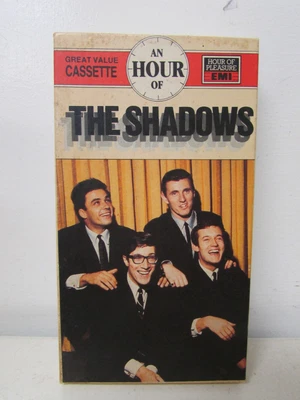 GREAT VALUE
CASSETTE
AN
HOUR
OF
HOUR OF
PLEASURE
EMI
THE SHADOWS